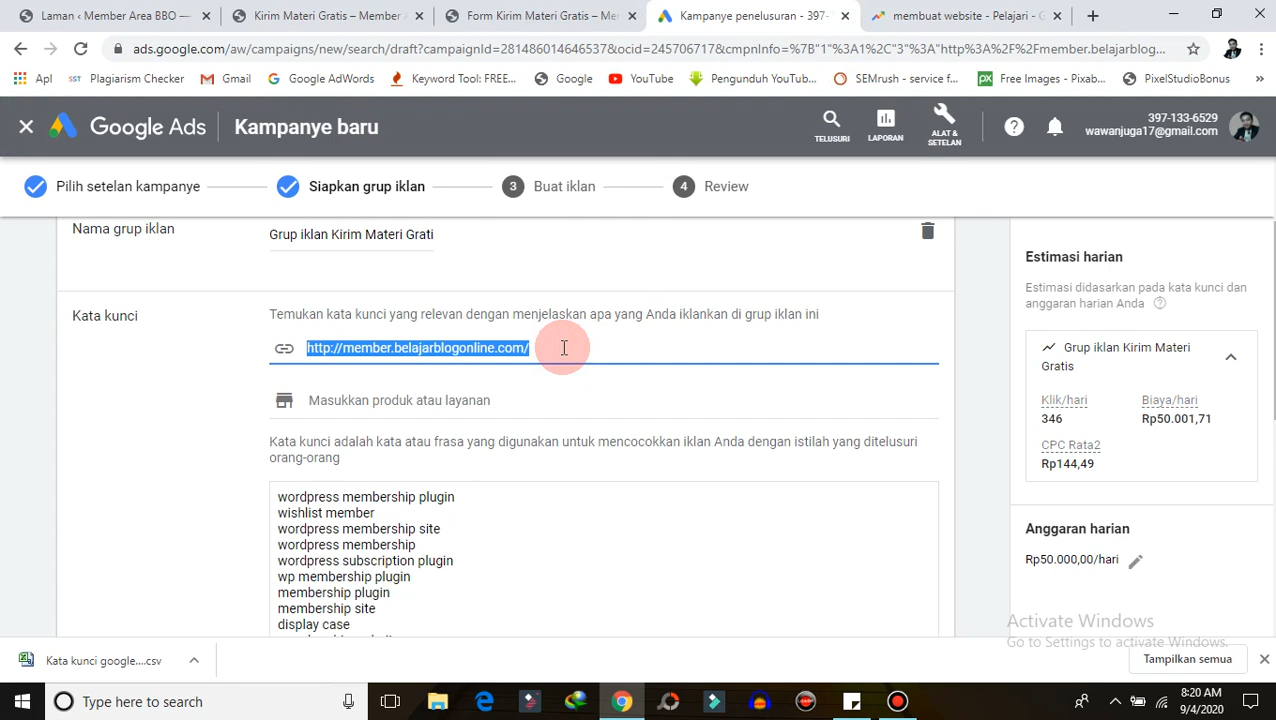 Laman ‹ Member Area BBO —
Kirim Materi Gratis – Member A
Form Kirim Materi Gratis – Mem
Kampanye penelusuran - 397-1
membuat website - Pelajari - G
ads.google.com/aw/campaigns/new/search/draft?campaignId=281486014646537&ocid=245706717&cmpnInfo=%7B"1"%3A1%2C"3"%3A"http%3A%2F%2Fmember.belajarblog...
Apl
SST Plagiarism Checker
Gmail
Google AdWords
Keyword Tool: FREE...
Google
YouTube
Pengunduh YouTub...
SEMrush - service f...
px Free Images - Pixab...
PixelStudioBonus
»
Google Ads
Kampanye baru
TELUSURI
LAPORAN
ALAT &
SETELAN
397-133-6529
wawanjuga17@gmail.com
Pilih setelan kampanye
Siapkan grup iklan
3 Buat iklan
4 Review
Nama grup iklan
Grup iklan Kirim Materi Grati
Kata kunci
Temukan kata kunci yang relevan dengan menjelaskan apa yang Anda iklankan di grup iklan ini
http://member.belajarblogonline.com/
Masukkan produk atau layanan
Kata kunci adalah kata atau frasa yang digunakan untuk mencocokkan iklan Anda dengan istilah yang ditelusuri
orang-orang
wordpress membership plugin
wishlist member
wordpress membership site
wordpress membership
wordpress subscription plugin
wp membership plugin
membership plugin
membership site
display case
Estimasi harian
Estimasi didasarkan pada kata kunci dan
anggaran harian Anda
Grup iklan Kirim Materi
Gratis
Klik/hari
346
Biaya/hari
Rp50.001,71
CPC Rata2
Rp144,49
Anggaran harian
Rp50.000,00/hari
Activate Windows
Go to Settings to activate Windows.
Kata kunci google....csv
Tampilkan semua
Type here to search
8:20 AM
9/4/2020